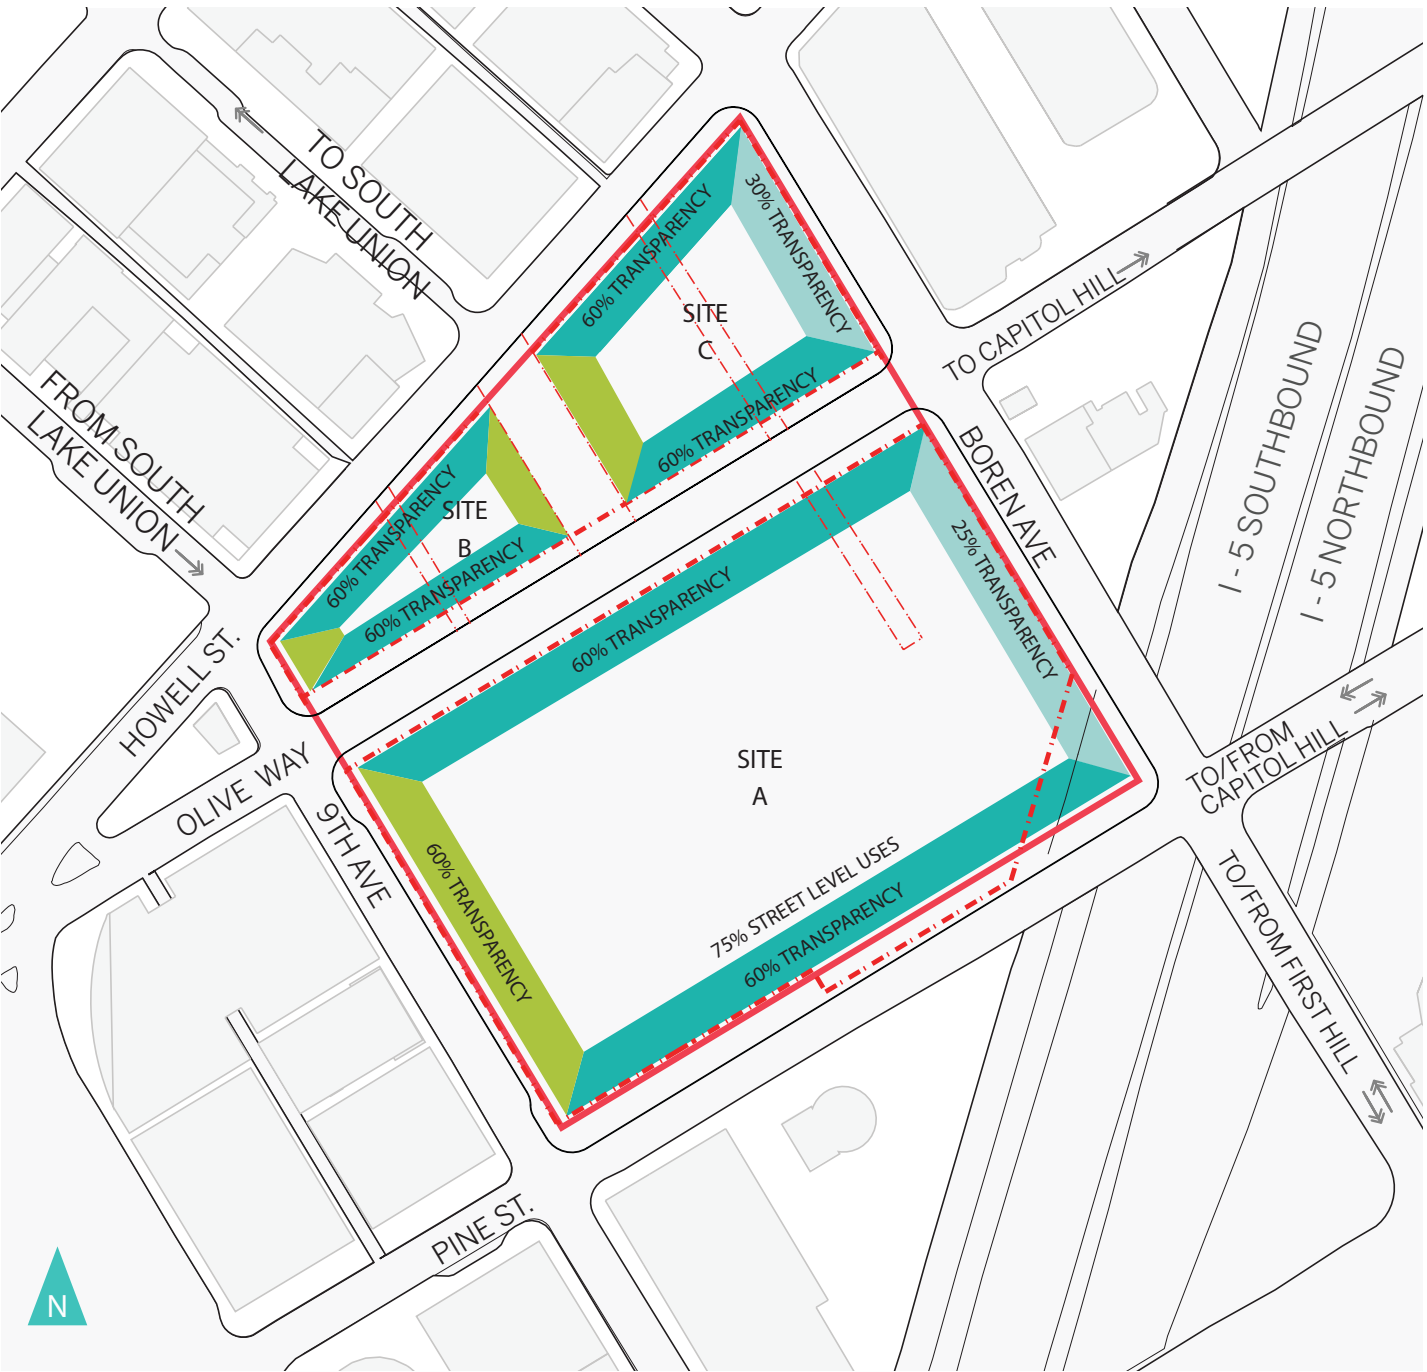 TO SOUTH
LAKE UNION
FROM SOUTH
LAKE UNION
30% TRANSPARENCY
60% TRANSPARENCY
SITE
C
60% TRANSPARENCY
TO CAPITOL HILL
I - 5 SOUTHBOUND
I - 5 NORTHBOUND
60% TRANSPARENCY
SITE
B
60% TRANSPARENCY
BOREN AVE
25% TRANSPARENCY
60% TRANSPARENCY
HOWELL ST.
OLIVE WAY
9TH AVE
SITE
A
TO/FROM
CAPITOL HILL
60% TRANSPARENCY
75% STREET LEVEL USES
60% TRANSPARENCY
TO/FROM FIRST HILL
PINE ST.
N